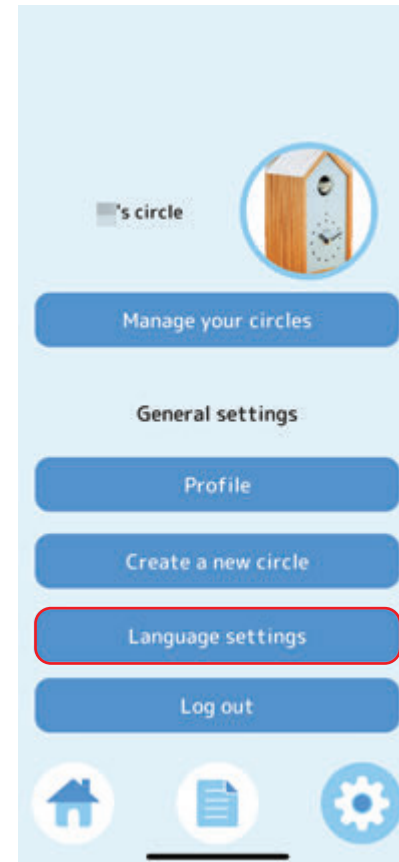 's circle
Manage your circles
General settings
Profile
Create a new circle
Language settings
Log out